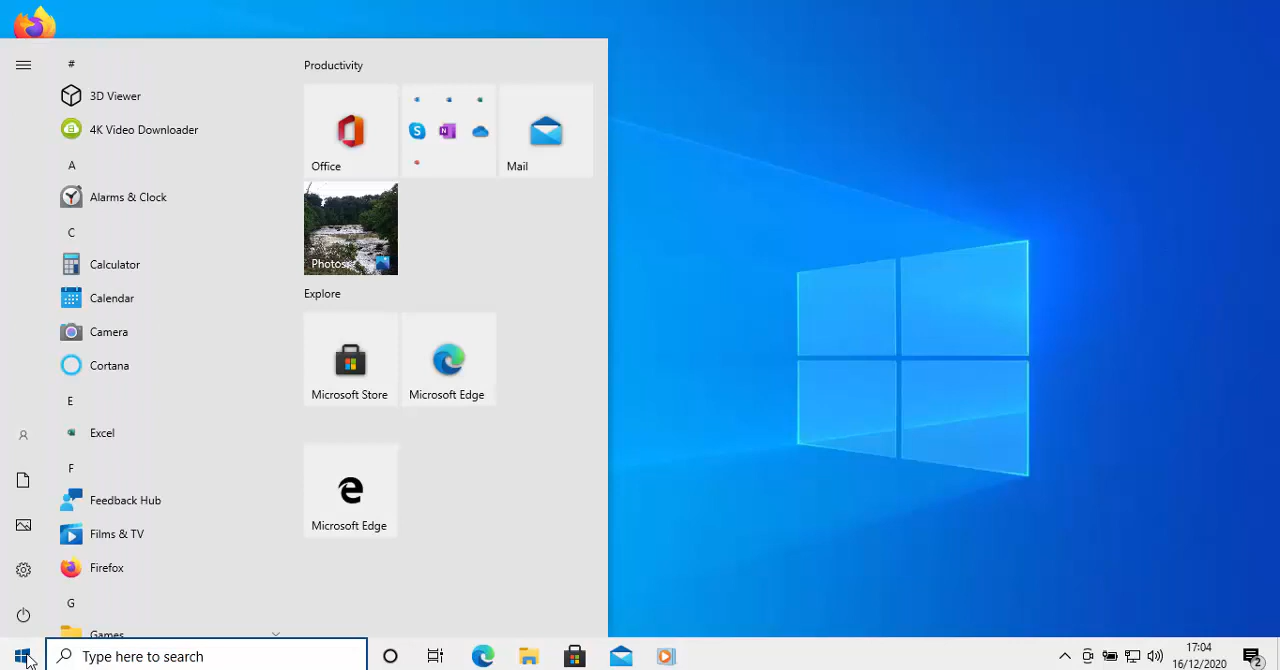 #
3D Viewer
4K Video Downloader
A
Alarms & Clock
C
Calculator
Calendar
Camera
Cortana
E
Excel
F
Feedback Hub
Films & TV
Firefox
G
Games
Productivity
Office
Mail
Photos
Explore
Microsoft Store
Microsoft Edge
Microsoft Edge
Type here to search
17:04
16/12/2020
2